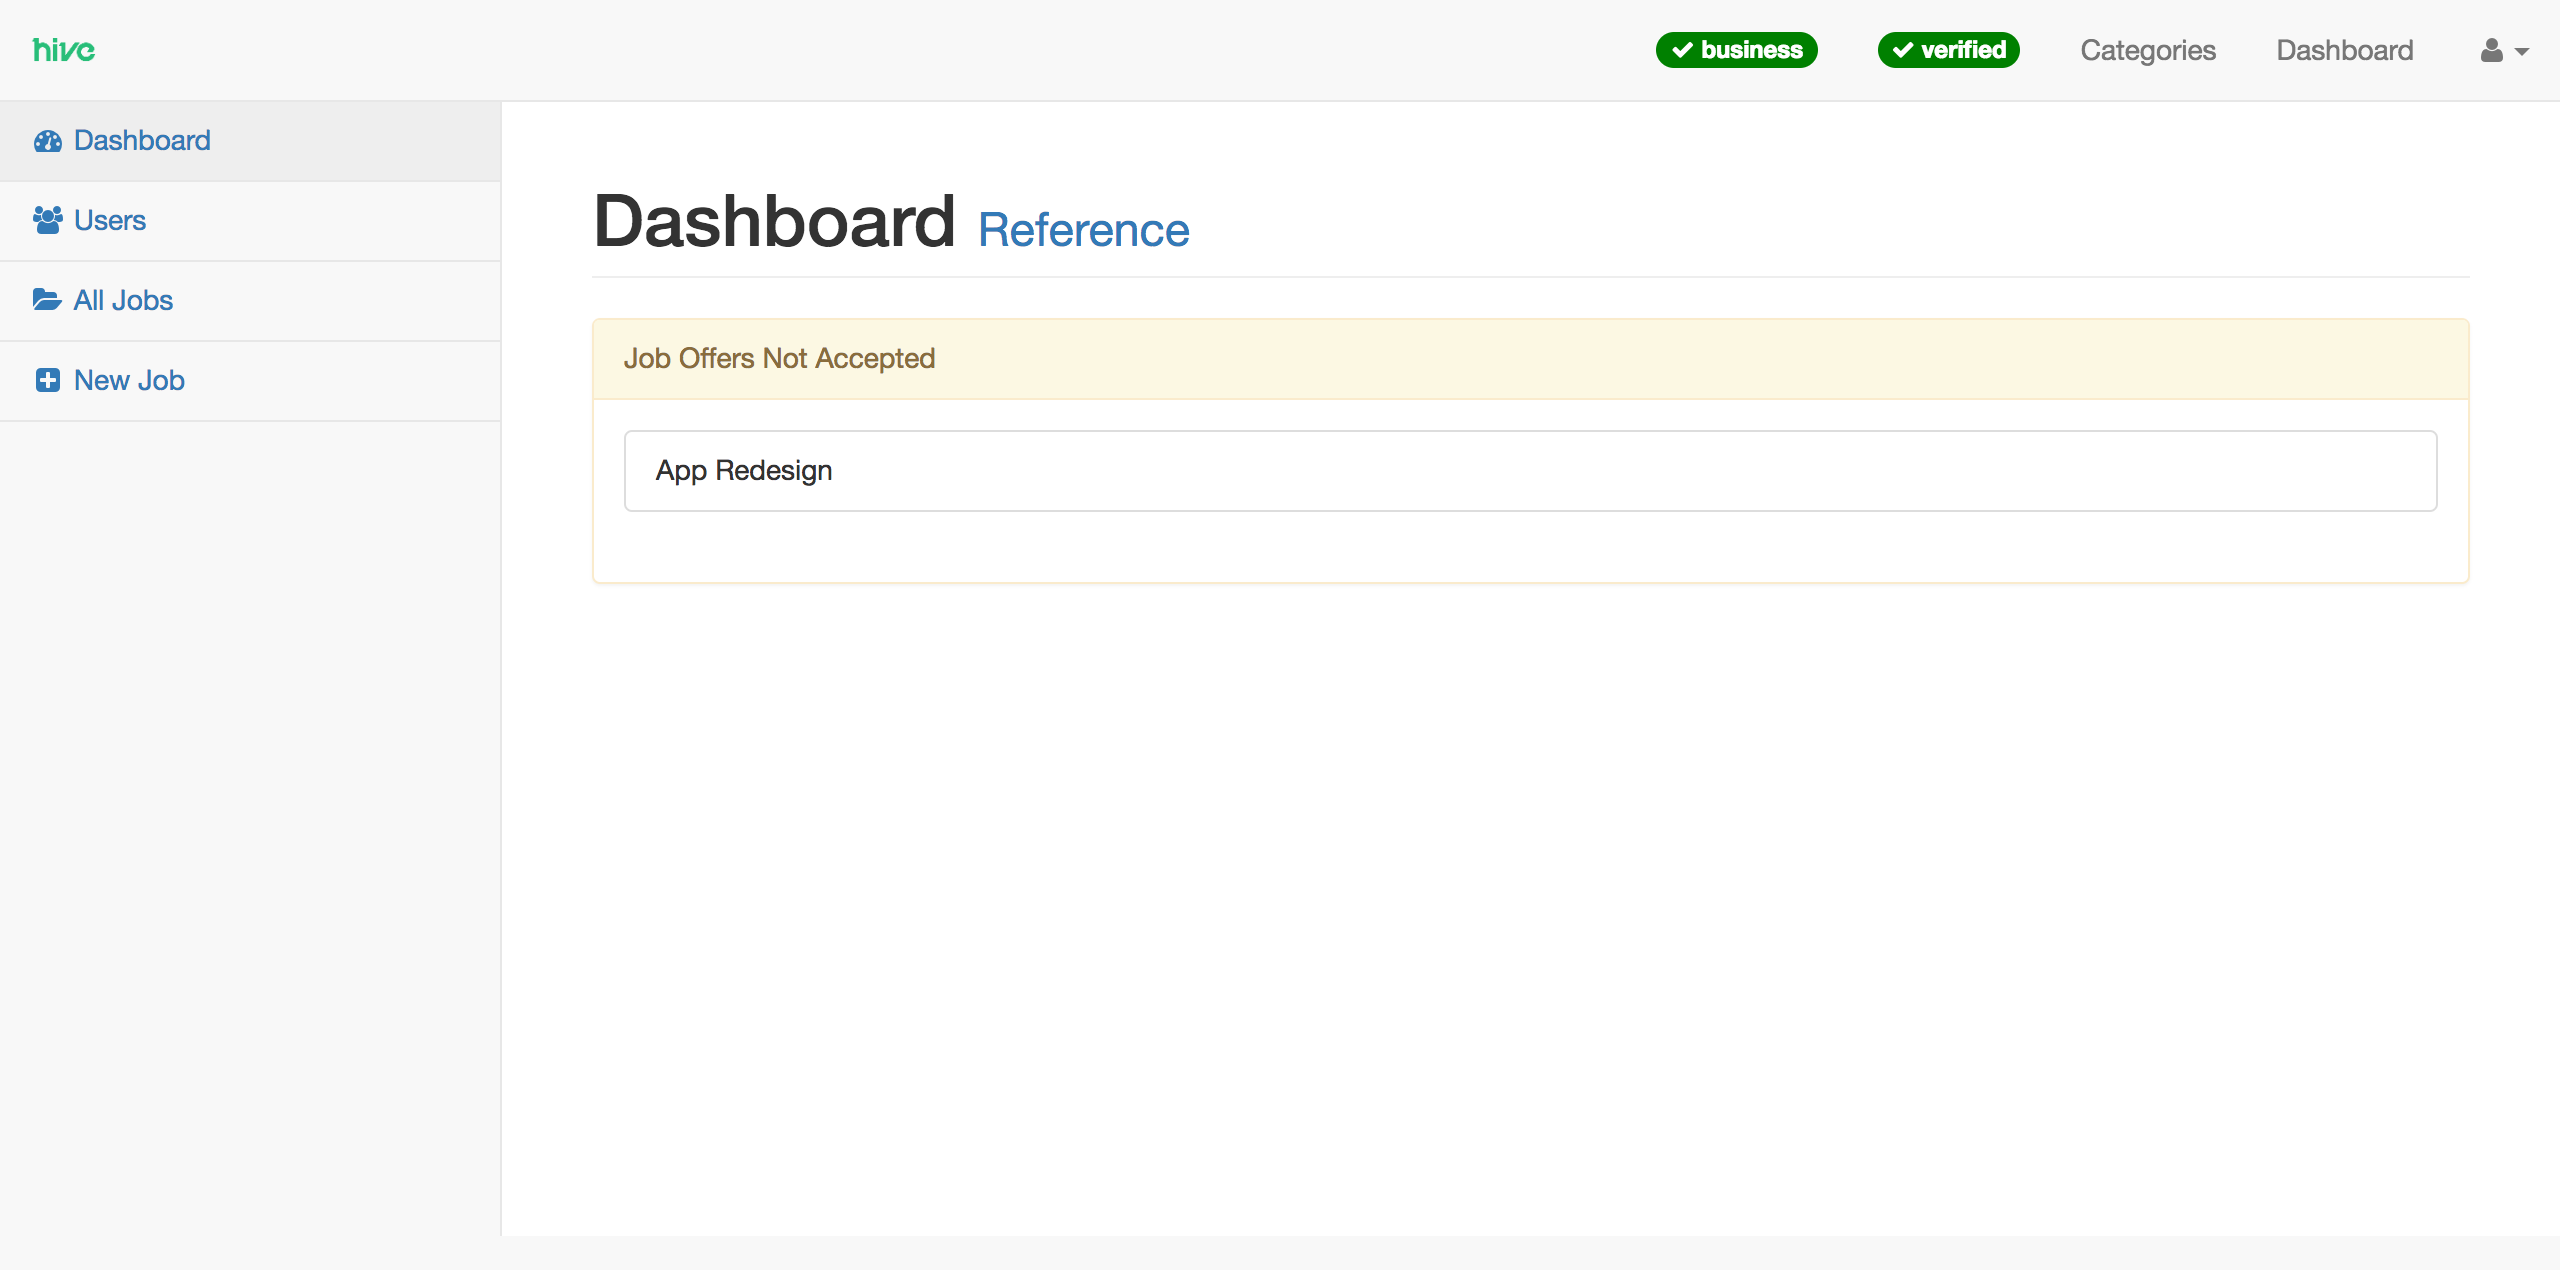 hive
business
verified
Categories
Dashboard
Dashboard
Users
All Jobs
New Job
Dashboard Reference
Job Offers Not Accepted
App Redesign